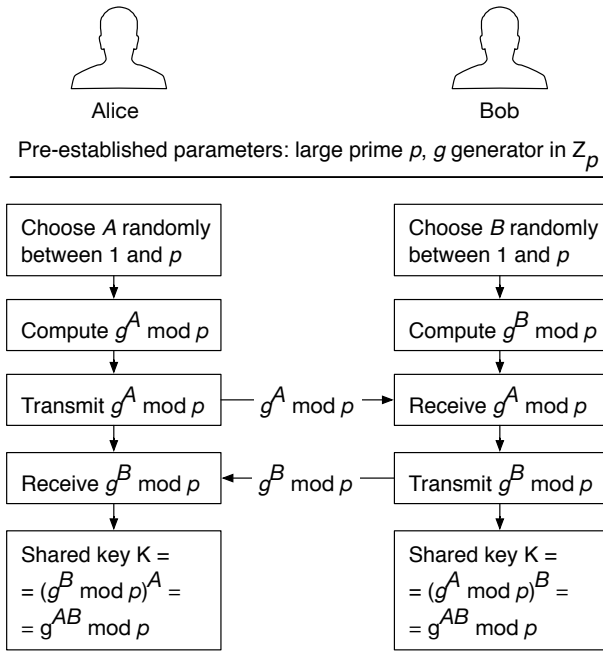 Alice
Bob
Pre-established parameters: large prime p, g generator in Z_p
Choose A randomly
between 1 and p
Compute g^A mod p
Transmit g^A mod p
Receive g^B mod p
Shared key K =
= (g^B mod p)^A =
= g^AB mod p
g^A mod p
g^B mod p
Choose B randomly
between 1 and p
Compute g^B mod p
Receive g^A mod p
Transmit g^B mod p
Shared key K =
= (g^A mod p)^B =
= g^AB mod p